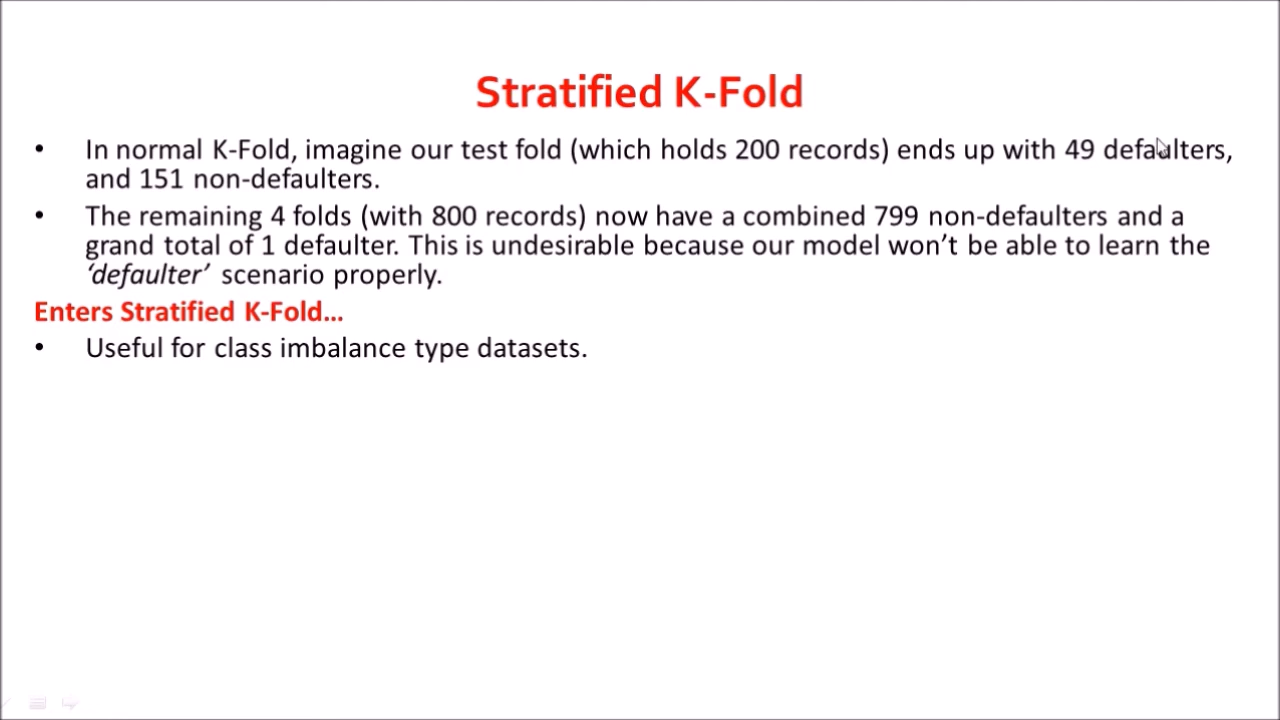 Stratified K-Fold
• In normal K-Fold, imagine our test fold (which holds 200 records) ends up with 49 defaulters,
and 151 non-defaulters.
• The remaining 4 folds (with 800 records) now have a combined 799 non-defaulters and a
grand total of 1 defaulter. This is undesirable because our model won’t be able to learn the
‘defaulter’ scenario properly.
Enters Stratified K-Fold…
• Useful for class imbalance type datasets.